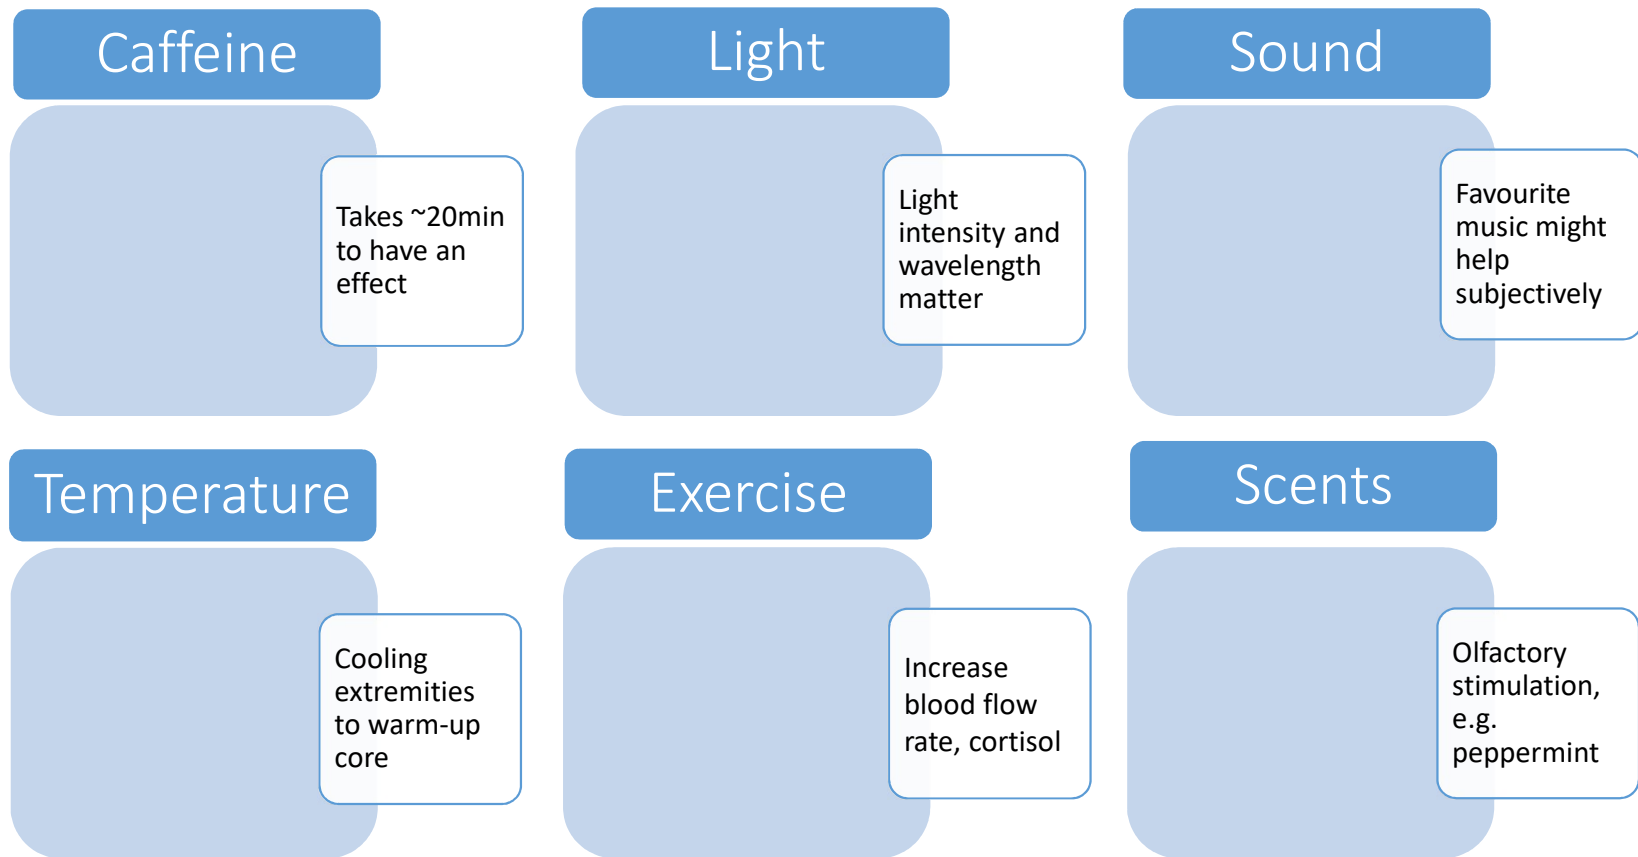 Caffeine
Takes ~20min
to have an
effect
Light
Light
intensity and
wavelength
matter
Sound
Favourite
music might
help
subjectively
Temperature
Cooling
extremities
to warm-up
core
Exercise
Increase
blood flow
rate, cortisol
Scents
Olfactory
stimulation,
e.g.
peppermint